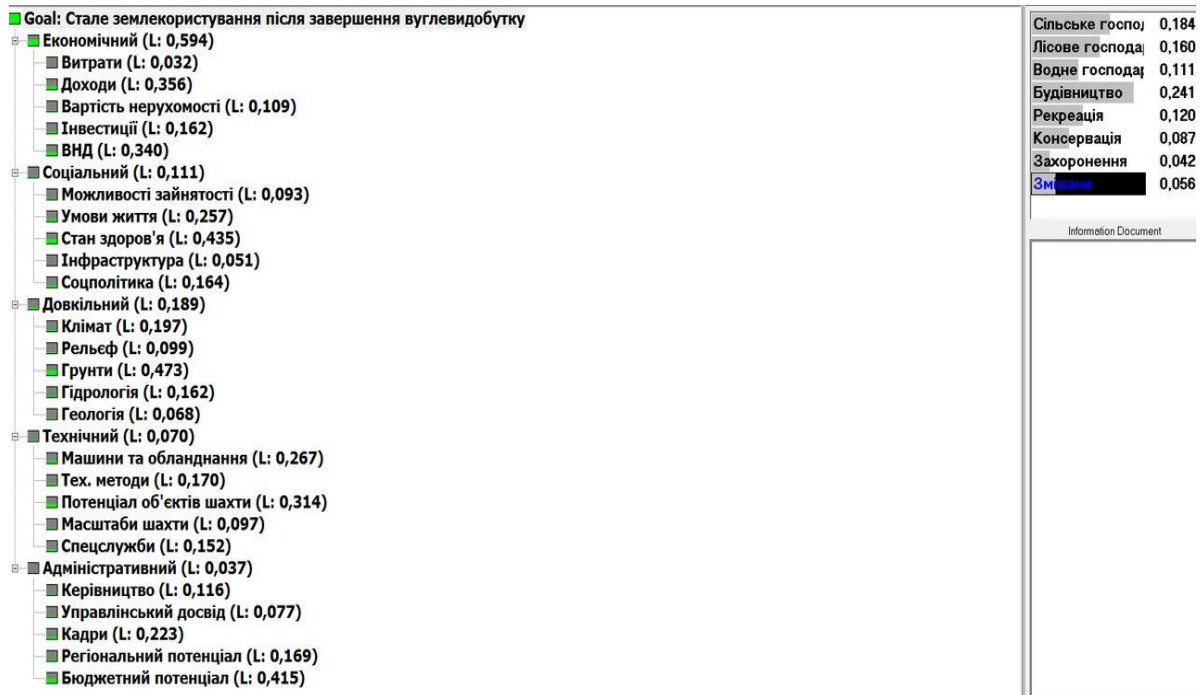 Goal: Стале землекористування після завершення вуглевидобутку
Економічний (L: 0,594)
Витрати (L: 0,032)
Доходи (L: 0,356)
Вартість нерухомості (L: 0,109)
Інвестиції (L: 0,162)
ВНД (L: 0,340)
Соціальний (L: 0,111)
Можливості зайнятості (L: 0,093)
Умови життя (L: 0,257)
Стан здоров'я (L: 0,435)
Інфраструктура (L: 0,051)
Соцполітика (L: 0,164)
Довкільний (L: 0,189)
Клімат (L: 0,197)
Рельєф (L: 0,099)
Грунти (L: 0,473)
Гідрологія (L: 0,162)
Геологія (L: 0,068)
Технічний (L: 0,070)
Машини та обланднання (L: 0,267)
Тех. методи (L: 0,170)
Потенціал об'єктів шахти (L: 0,314)
Масштаби шахти (L: 0,097)
Спецслужби (L: 0,152)
Адміністративний (L: 0,037)
Керівництво (L: 0,116)
Управлінський досвід (L: 0,077)
Кадри (L: 0,223)
Регіональний потенціал (L: 0,169)
Бюджетний потенціал (L: 0,415)
Сільське господ 0,184
Лісове господар 0,160
Водне господар 0,111
Будівництво 0,241
Рекреація 0,120
Консервація 0,087
Захоронення 0,042
Змішане 0,056
Information Document